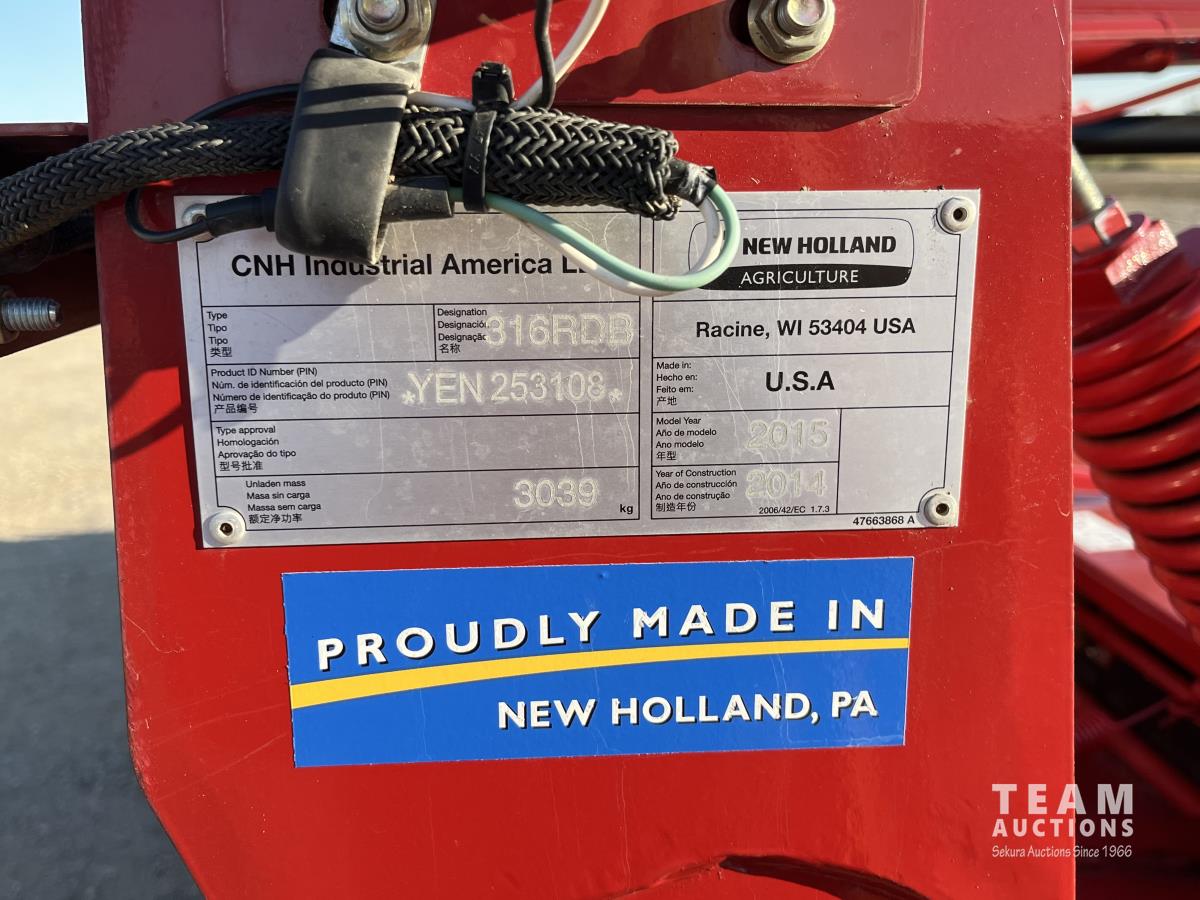 CNH Industrial America
NEW HOLLAND
AGRICULTURE
Type
Tipo
Tipo
类型
Designation
Designación
Designação
名称
316RDB
Racine, WI 53404 USA
Product ID Number (PIN)
Núm. de identificación del producto (PIN)
Número de identificação do produto (PIN)
产品编号
*YEN253108*
Made in:
Hecho en:
Feito em:
产地
U.S.A
Type approval
Homologación
Aprovação do tipo
型号批准
Model Year
Año de modelo
Ano modelo
年型
2015
Unladen mass
Masa sin carga
Massa sem carga
额定净功率
3039
kg
Year of Construction
Año de construcción
Ano de construção
制造年份
2014
2006/42/EC 1.7.3
47663868 A
PROUDLY MADE IN
NEW HOLLAND, PA
TEAM
AUCTIONS
Sekura Auctions Since 1966